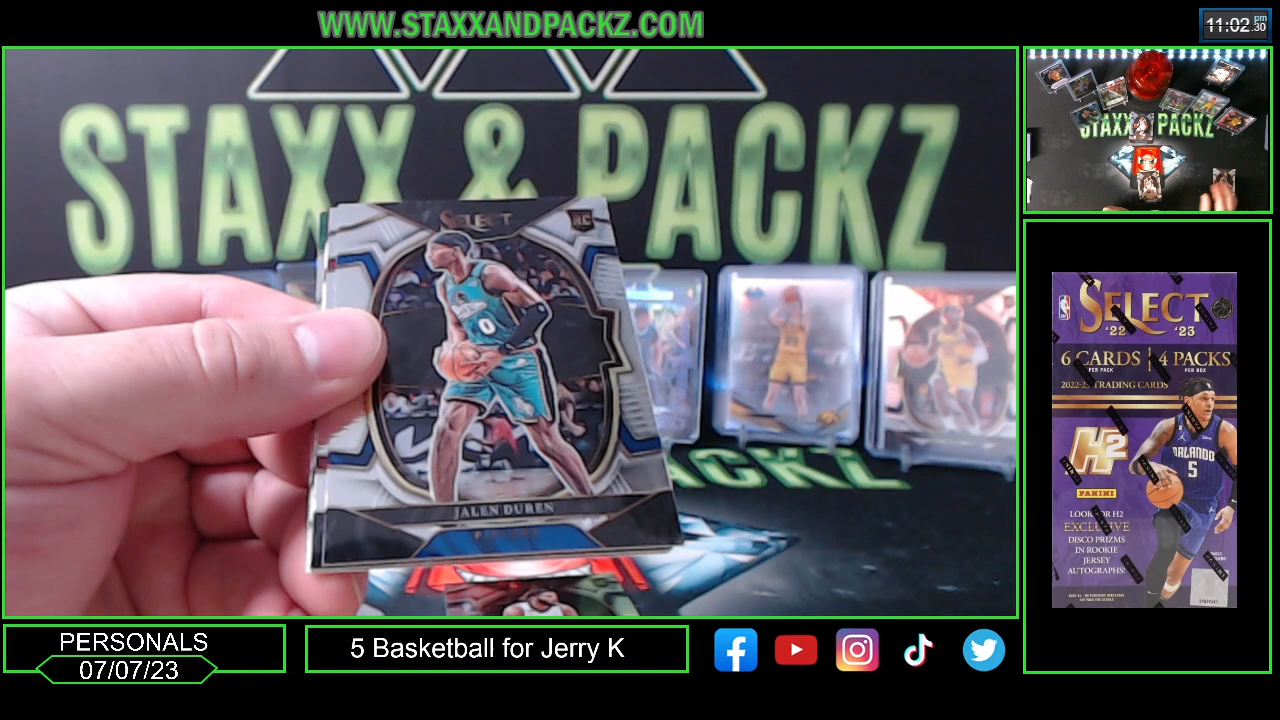 WWW.STAXXANDPACKZ.COM
11:02 pm
.30
STAXX & PACKZ
SELECT
RC
0
JALEN DUREN
PACKZ
STAXX PACKZ
SELECT
'22 '23
6 CARDS 4 PACKS
PER PACK PER BOX
2022-23 TRADING CARDS
H2
PANINI
ORLANDO
5
LOOK FOR H2
EXCLUSIVE
DISCO PRIZMS
IN ROOKIE
JERSEY
AUTOGRAPHS!
PERSONALS
07/07/23
5 Basketball for Jerry K